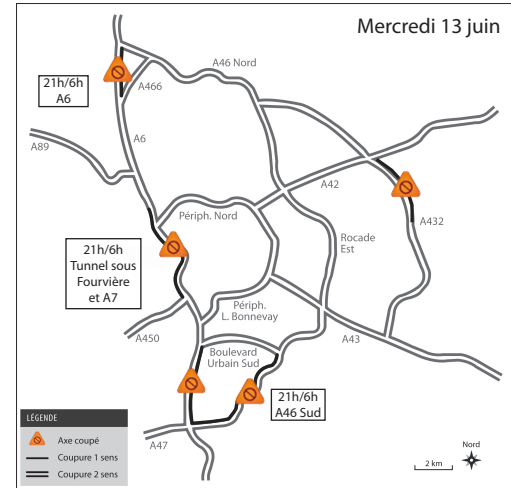 Mercredi 13 juin
A46 Nord
21h/6h
A6
A466
A6
A89
A42
Périph. Nord
A432
21h/6h
Tunnel sous
Fourvière
et A7
Rocade
Est
Périph.
L. Bonnevay
A450
A43
Boulevard
Urbain Sud
21h/6h
A46 Sud
A47
LÉGENDE
Axe coupé
Coupure 1 sens
Coupure 2 sens
2 km
Nord